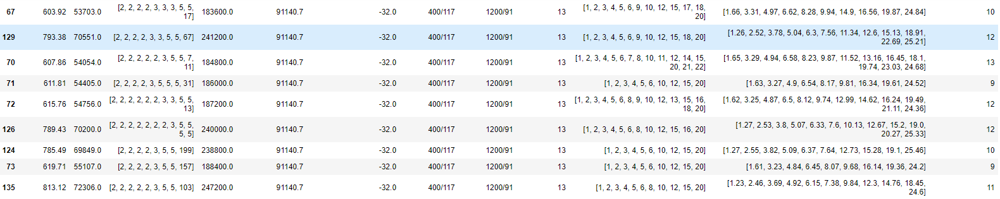 67 603.92 53703.0 [2, 2, 2, 2, 3, 3, 3, 5, 5, 17] 183600.0 91140.7 -32.0 400/117 1200/91 13 [1, 2, 3, 4, 5, 6, 9, 10, 12, 15, 17, 18, 20] [1.66, 3.31, 4.97, 6.62, 8.28, 9.94, 14.9, 16.56, 19.87, 24.84] 10
129 793.38 70551.0 [2, 2, 2, 2, 3, 3, 5, 5, 67] 241200.0 91140.7 -32.0 400/117 1200/91 13 [1, 2, 3, 4, 5, 6, 9, 10, 12, 15, 18, 20] [1.26, 2.52, 3.78, 5.04, 6.3, 7.56, 11.34, 12.6, 15.13, 18.91, 22.69, 25.21] 12
70 607.86 54054.0 [2, 2, 2, 2, 2, 3, 5, 5, 7, 11] 184800.0 91140.7 -32.0 400/117 1200/91 13 [1, 2, 3, 4, 5, 6, 7, 8, 10, 11, 12, 14, 15, 20, 21, 22] [1.65, 3.29, 4.94, 6.58, 8.23, 9.87, 11.52, 13.16, 16.45, 18.1, 19.74, 23.03, 24.68] 13
71 611.81 54405.0 [2, 2, 2, 2, 3, 5, 5, 5, 31] 186000.0 91140.7 -32.0 400/117 1200/91 13 [1, 2, 3, 4, 5, 6, 10, 12, 15, 20] [1.63, 3.27, 4.9, 6.54, 8.17, 9.81, 16.34, 19.61, 24.52] 9
72 615.76 54756.0 [2, 2, 2, 2, 2, 2, 3, 3, 5, 5, 13] 187200.0 91140.7 -32.0 400/117 1200/91 13 [1, 2, 3, 4, 5, 6, 8, 9, 10, 12, 13, 15, 16, 18, 20] [1.62, 3.25, 4.87, 6.5, 8.12, 9.74, 12.99, 14.62, 16.24, 19.49, 21.11, 24.36] 12
126 789.43 70200.0 [2, 2, 2, 2, 2, 2, 2, 3, 5, 5, 5, 5] 240000.0 91140.7 -32.0 400/117 1200/91 13 [1, 2, 3, 4, 5, 6, 8, 10, 12, 15, 16, 20] [1.27, 2.53, 3.8, 5.07, 6.33, 7.6, 10.13, 12.67, 15.2, 19.0, 20.27, 25.33] 12
124 785.49 69849.0 [2, 2, 2, 2, 3, 5, 5, 199] 238800.0 91140.7 -32.0 400/117 1200/91 13 [1, 2, 3, 4, 5, 6, 10, 12, 15, 20] [1.27, 2.55, 3.82, 5.09, 6.37, 7.64, 12.73, 15.28, 19.1, 25.46] 10
73 619.71 55107.0 [2, 2, 2, 2, 3, 5, 5, 157] 188400.0 91140.7 -32.0 400/117 1200/91 13 [1, 2, 3, 4, 5, 6, 10, 12, 15, 20] [1.61, 3.23, 4.84, 6.45, 8.07, 9.68, 16.14, 19.36, 24.2] 9
135 813.12 72306.0 [2, 2, 2, 2, 2, 3, 5, 5, 103] 247200.0 91140.7 -32.0 400/117 1200/91 13 [1, 2, 3, 4, 5, 6, 8, 10, 12, 15, 20] [1.23, 2.46, 3.69, 4.92, 6.15, 7.38, 9.84, 12.3, 14.76, 18.45, 24.6] 11